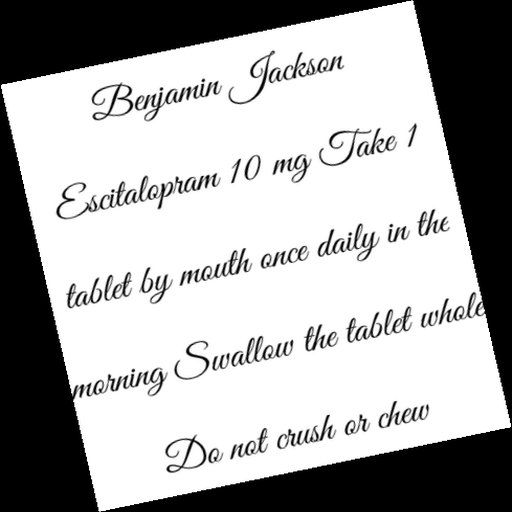 Benjamin Jackson
Escitalopram 10 mg Take 1
tablet by mouth once daily in the
morning Swallow the tablet whole
Do not crush or chew